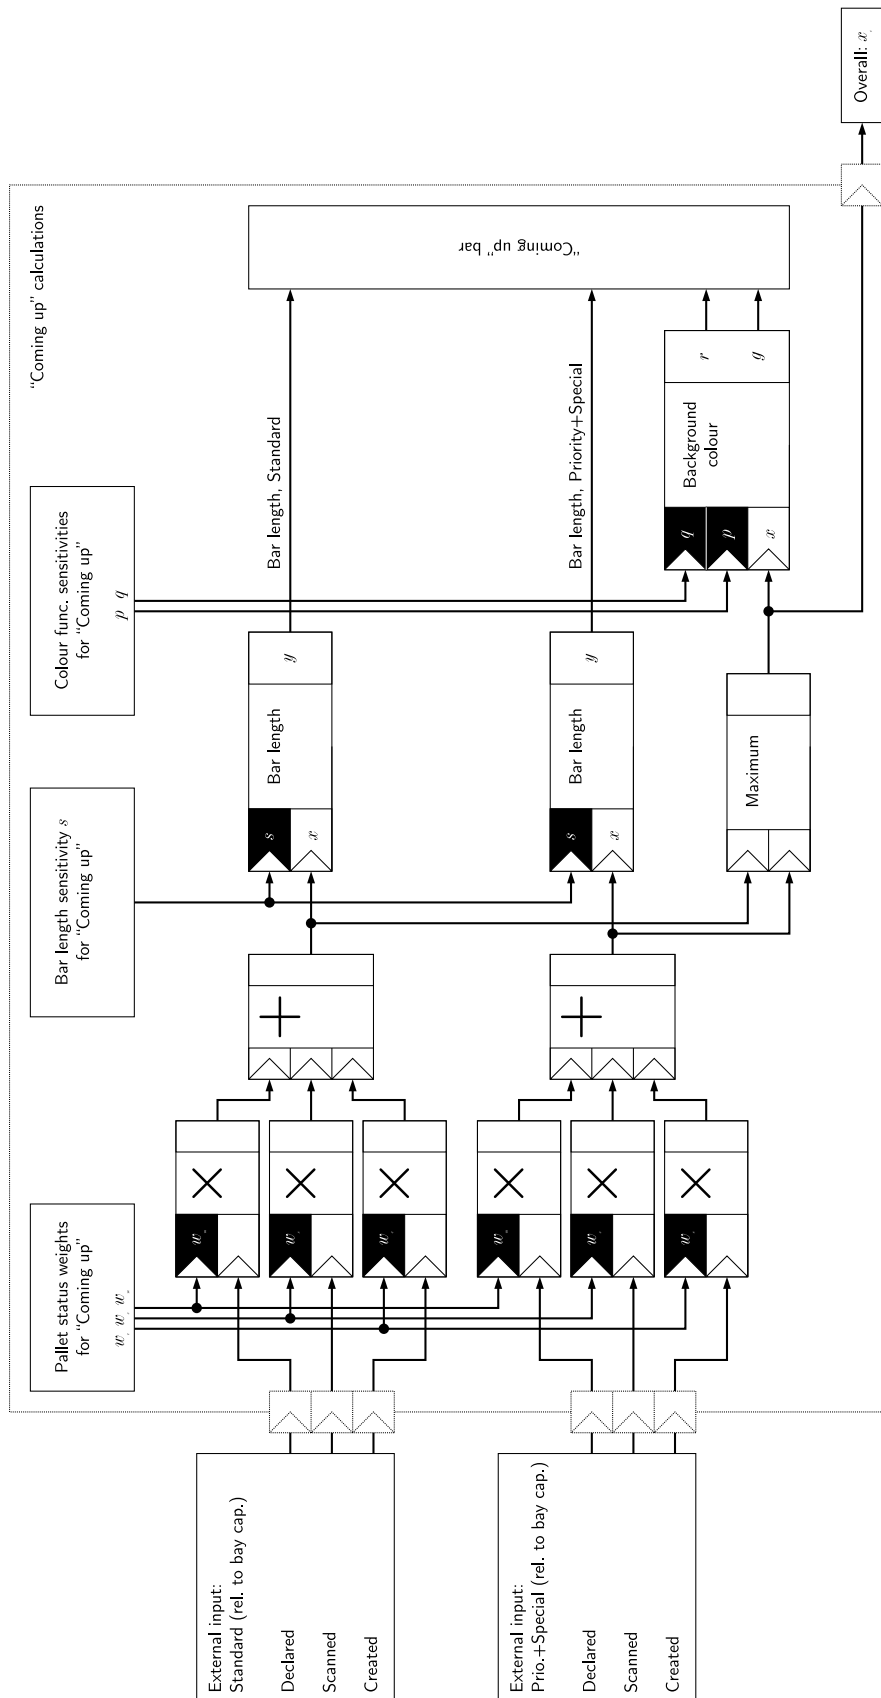 "Coming up" calculations
Pallet status weights
for "Coming up"
w w w
Bar length sensitivity s
for "Coming up"
Colour func. sensitivities
for "Coming up"
p q
External input:
Standard (rel. to bay cap.)
Declared
Scanned
Created
w
w
w
s
x
Bar length
y
Bar length, Standard
External input:
Prio.+Special (rel. to bay cap.)
Declared
Scanned
Created
w
w
w
s
x
Bar length
y
Bar length, Priority+Special
Maximum
q
p
x
Background
colour
r
g
"Coming up" bar
Overall: x